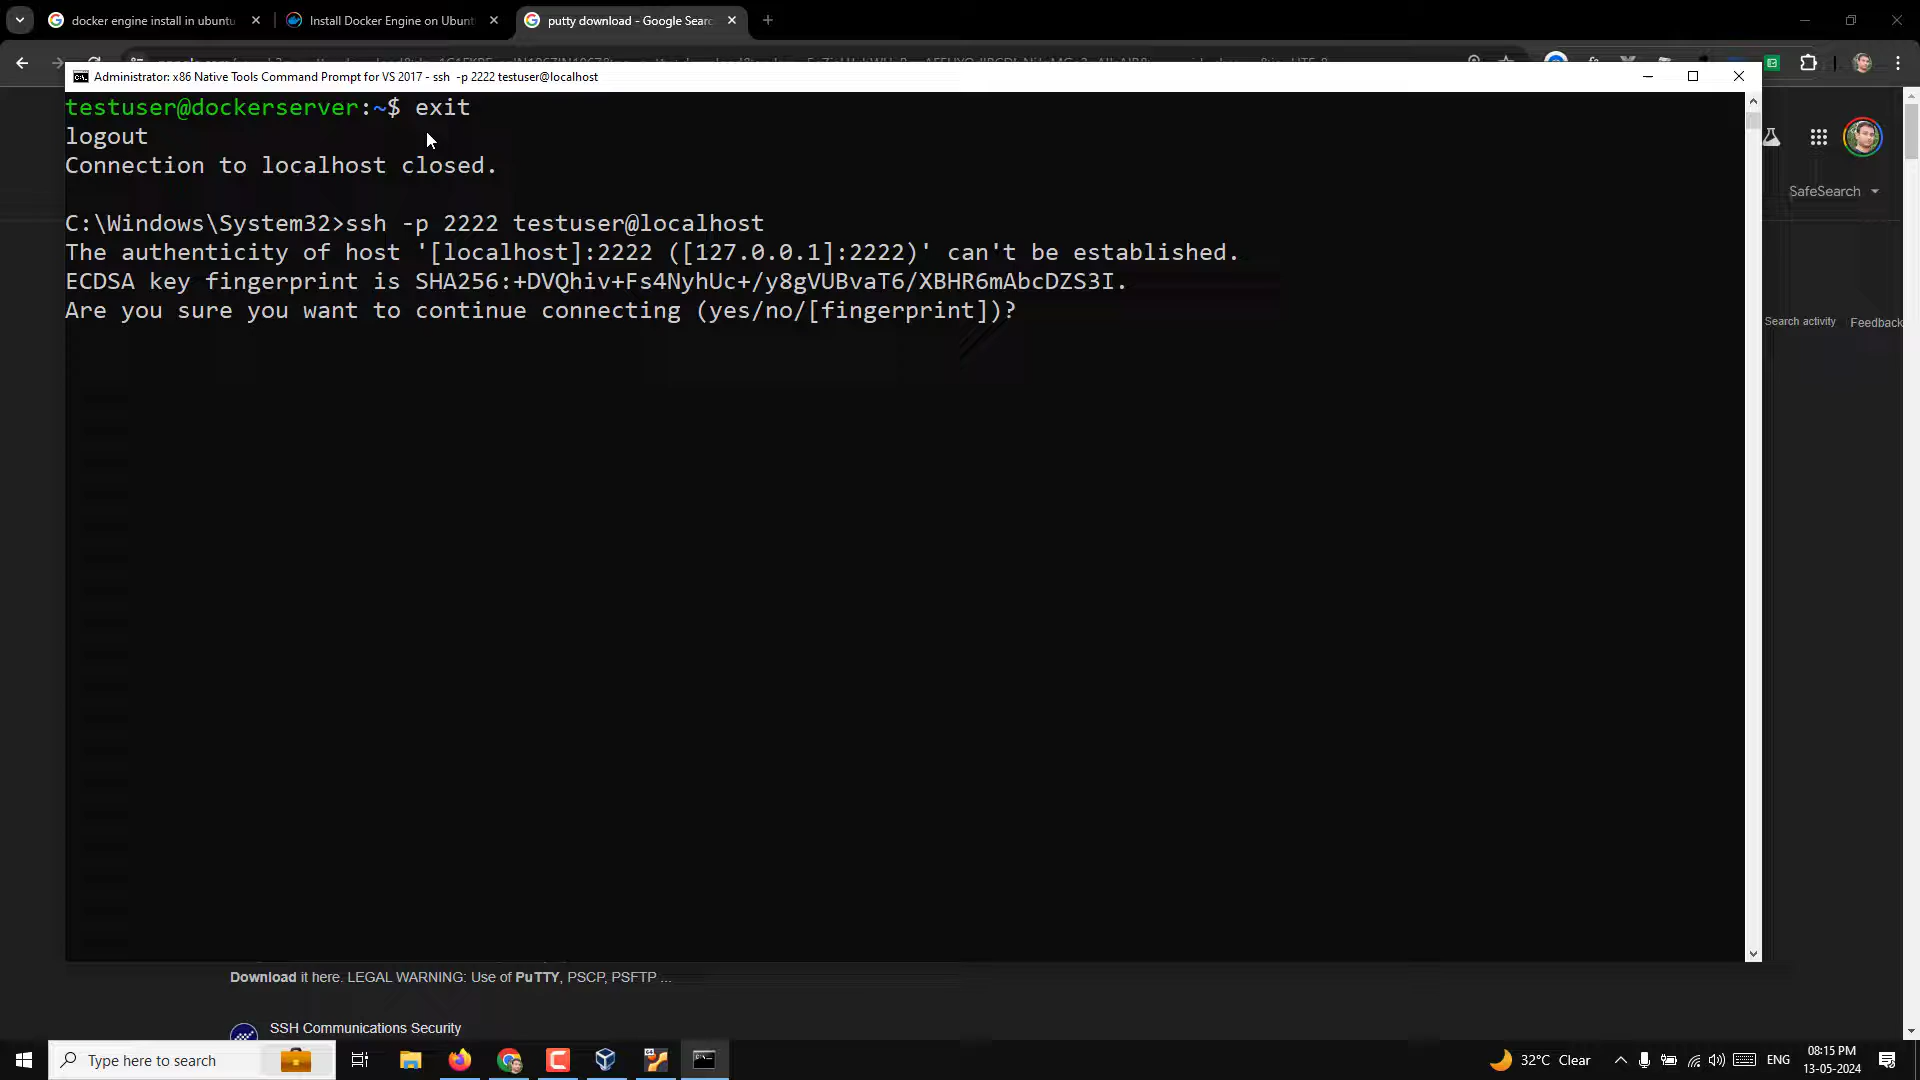 docker engine install in ubuntu
Install Docker Engine on Ubunt
putty download - Google Searc
Administrator: x86 Native Tools Command Prompt for VS 2017 - ssh -p 2222 testuser@localhost
testuser@dockerserver:~$ exit
logout
Connection to localhost closed.
C:\Windows\System32>ssh -p 2222 testuser@localhost
The authenticity of host '[localhost]:2222 ([127.0.0.1]:2222)' can't be established.
ECDSA key fingerprint is SHA256:+DVQhiv+Fs4NyhUc+/y8gVUBvaT6/XBHR6mAbcDZS3I.
Are you sure you want to continue connecting (yes/no/[fingerprint])?
SafeSearch
Search activity
Feedback
Download it here. LEGAL WARNING: Use of PuTTY, PSCP, PSFTP ...
SSH Communications Security
Type here to search
32°C Clear
ENG
08:15 PM
13-05-2024